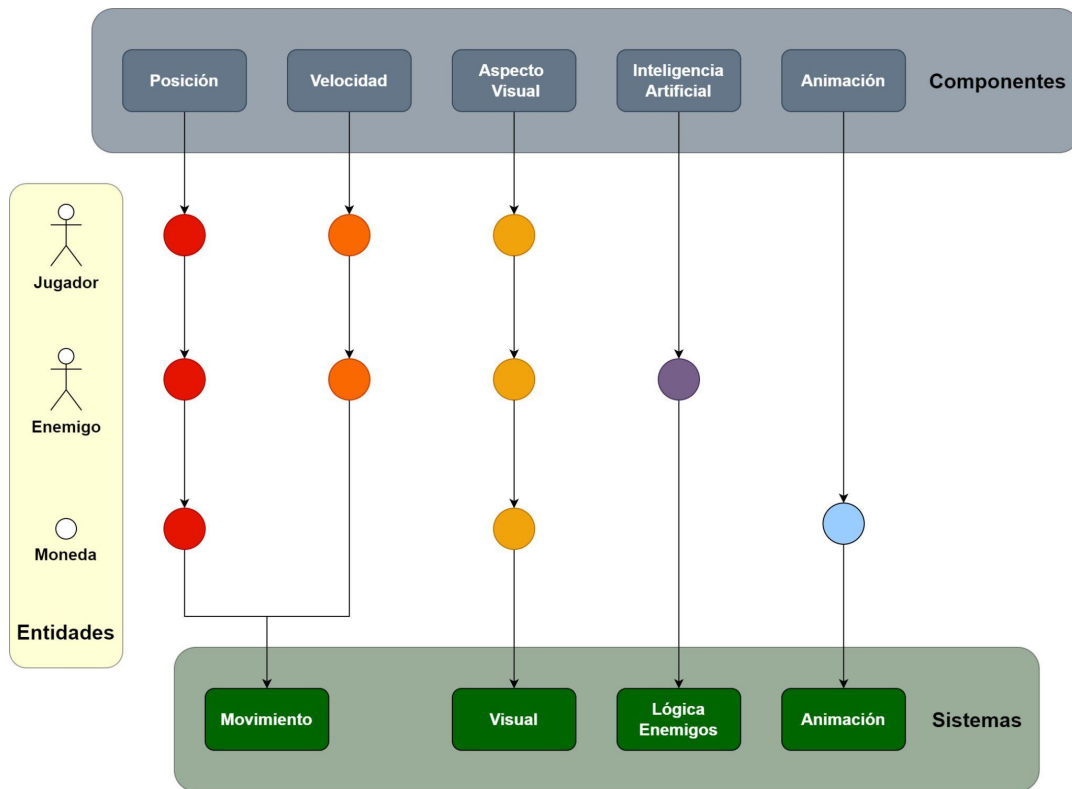 Posición
Velocidad
Aspecto
Visual
Inteligencia
Artificial
Animación
Componentes
Jugador
Enemigo
Moneda
Entidades
Movimiento
Visual
Lógica
Enemigos
Animación
Sistemas